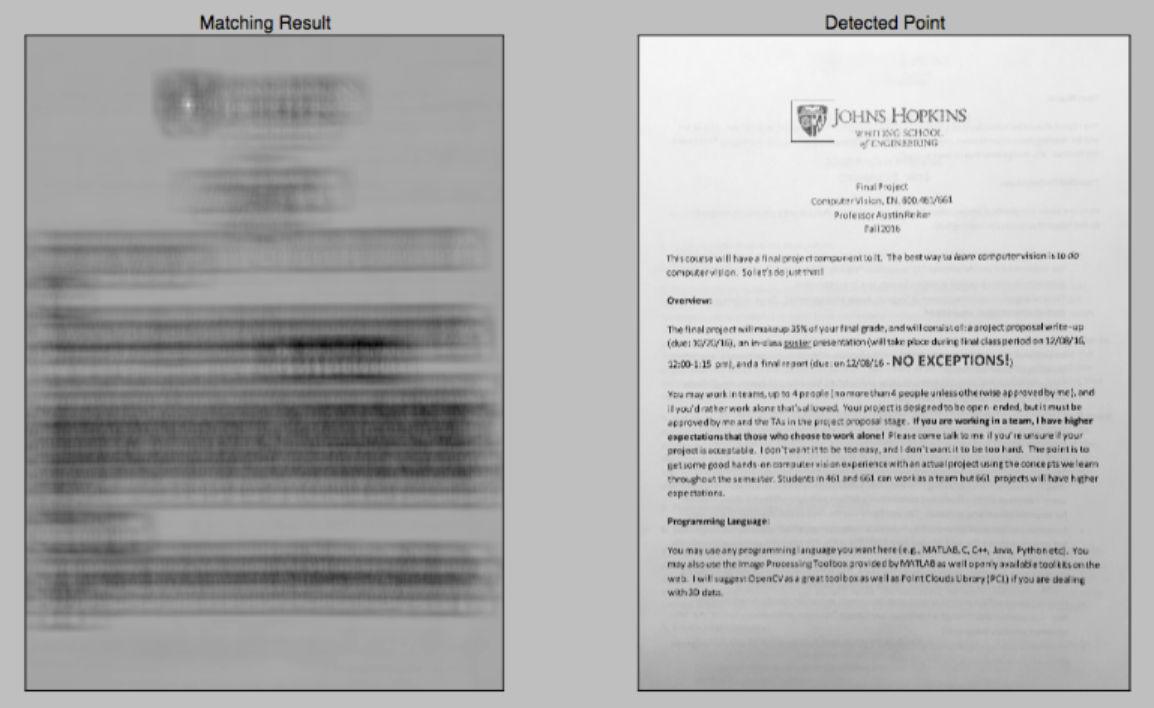 Matching Result
Detected Point
JOHNS HOPKINS
WHITING SCHOOL
of ENGINEERING
Final Project
Computer Vision, EN. 600.461/661
Professor Austin Reiter
Fall 2016
This course will have a final project component to it. The best way to learn computer vision is to do
computer vision. So let's do just that!
Overview:
The final project will makeup 35% of your final grade, and will consist of: a project proposal write-up
(due: 10/20/16), an in-class poster presentation (will take place during final class period on 12/08/16,
12:00-1:15 pm), and a final report (due: on 12/08/16 - NO EXCEPTIONS!)
You may work in teams, up to 4 people (no more than 4 people unless otherwise approved by me), and
if you'd rather work alone that's allowed. Your project is designed to be open-ended, but it must be
approved by me and the TAs in the project proposal stage. If you are working in a team, I have higher
expectations that those who choose to work alone! Please come talk to me if you're unsure if your
project is acceptable. I don't want it to be too easy, and I don't want it to be too hard. The point is to
get some good hands-on computer vision experience with an actual project using the concepts we learn
throughout the semester. Students in 461 and 661 can work as a team but 661 projects will have higher
expectations.
Programming Language:
You may use any programming language you want here (e.g., MATLAB, C, C++, Java, Python etc). You
may also use the Image Processing Toolbox provided by MATLAB as well openly available toolkits on the
web. I will suggest OpenCV as a great toolbox as well as Point Clouds Library (PCL) if you are dealing
with 3D data.